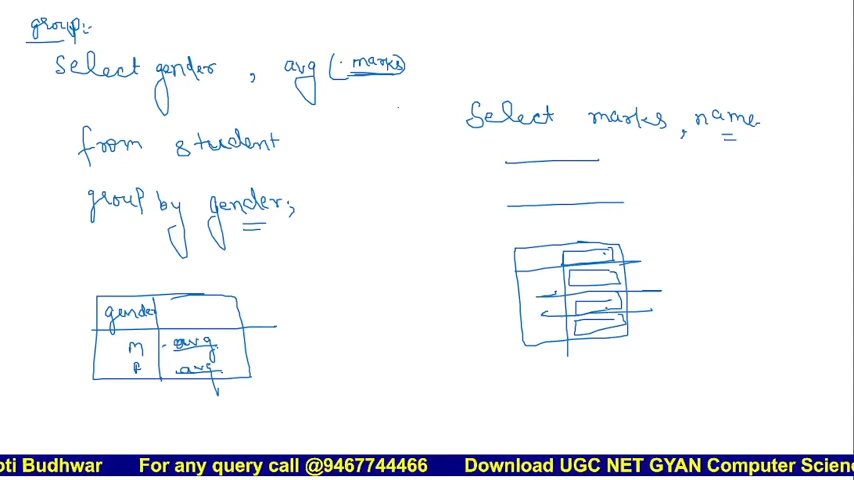 group:-
Select gender, avg (marks)
from student
group by gender;
Select marks, name
gender
M avg
F avg
oti Budhwar For any query call @9467744466 Download UGC NET GYAN Computer Scien